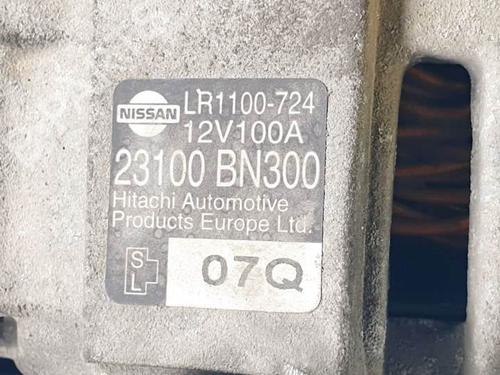 NISSAN LR1100-724
12V100A
23100 BN300
Hitachi Automotive
Products Europe Ltd.
S
L
07Q